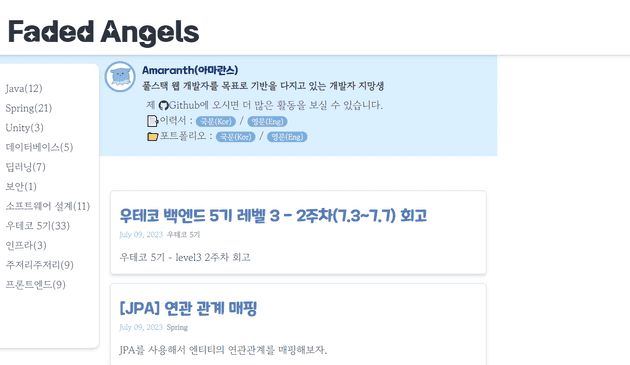 Faded Angels
Java(12)
Spring(21)
Unity(3)
데이터베이스(5)
딥러닝(7)
보안(1)
소프트웨어 설계(11)
우테코 5기(33)
인프라(3)
주저리주저리(9)
프론트엔드(9)
Amaranth(아마란스)
풀스택 웹 개발자를 목표로 기반을 다지고 있는 개발자 지망생
제 Github에 오시면 더 많은 활동을 보실 수 있습니다.
이력서 : 국문(Kor) / 영문(Eng)
포트폴리오 : 국문(Kor) / 영문(Eng)
우테코 백엔드 5기 레벨 3 - 2주차(7.3~7.7) 회고
July 09, 2023 우테코 5기
우테코 5기 - level3 2주차 회고
[JPA] 연관 관계 매핑
July 09, 2023 Spring
JPA를 사용해서 엔티티의 연관관계를 매핑해보자.